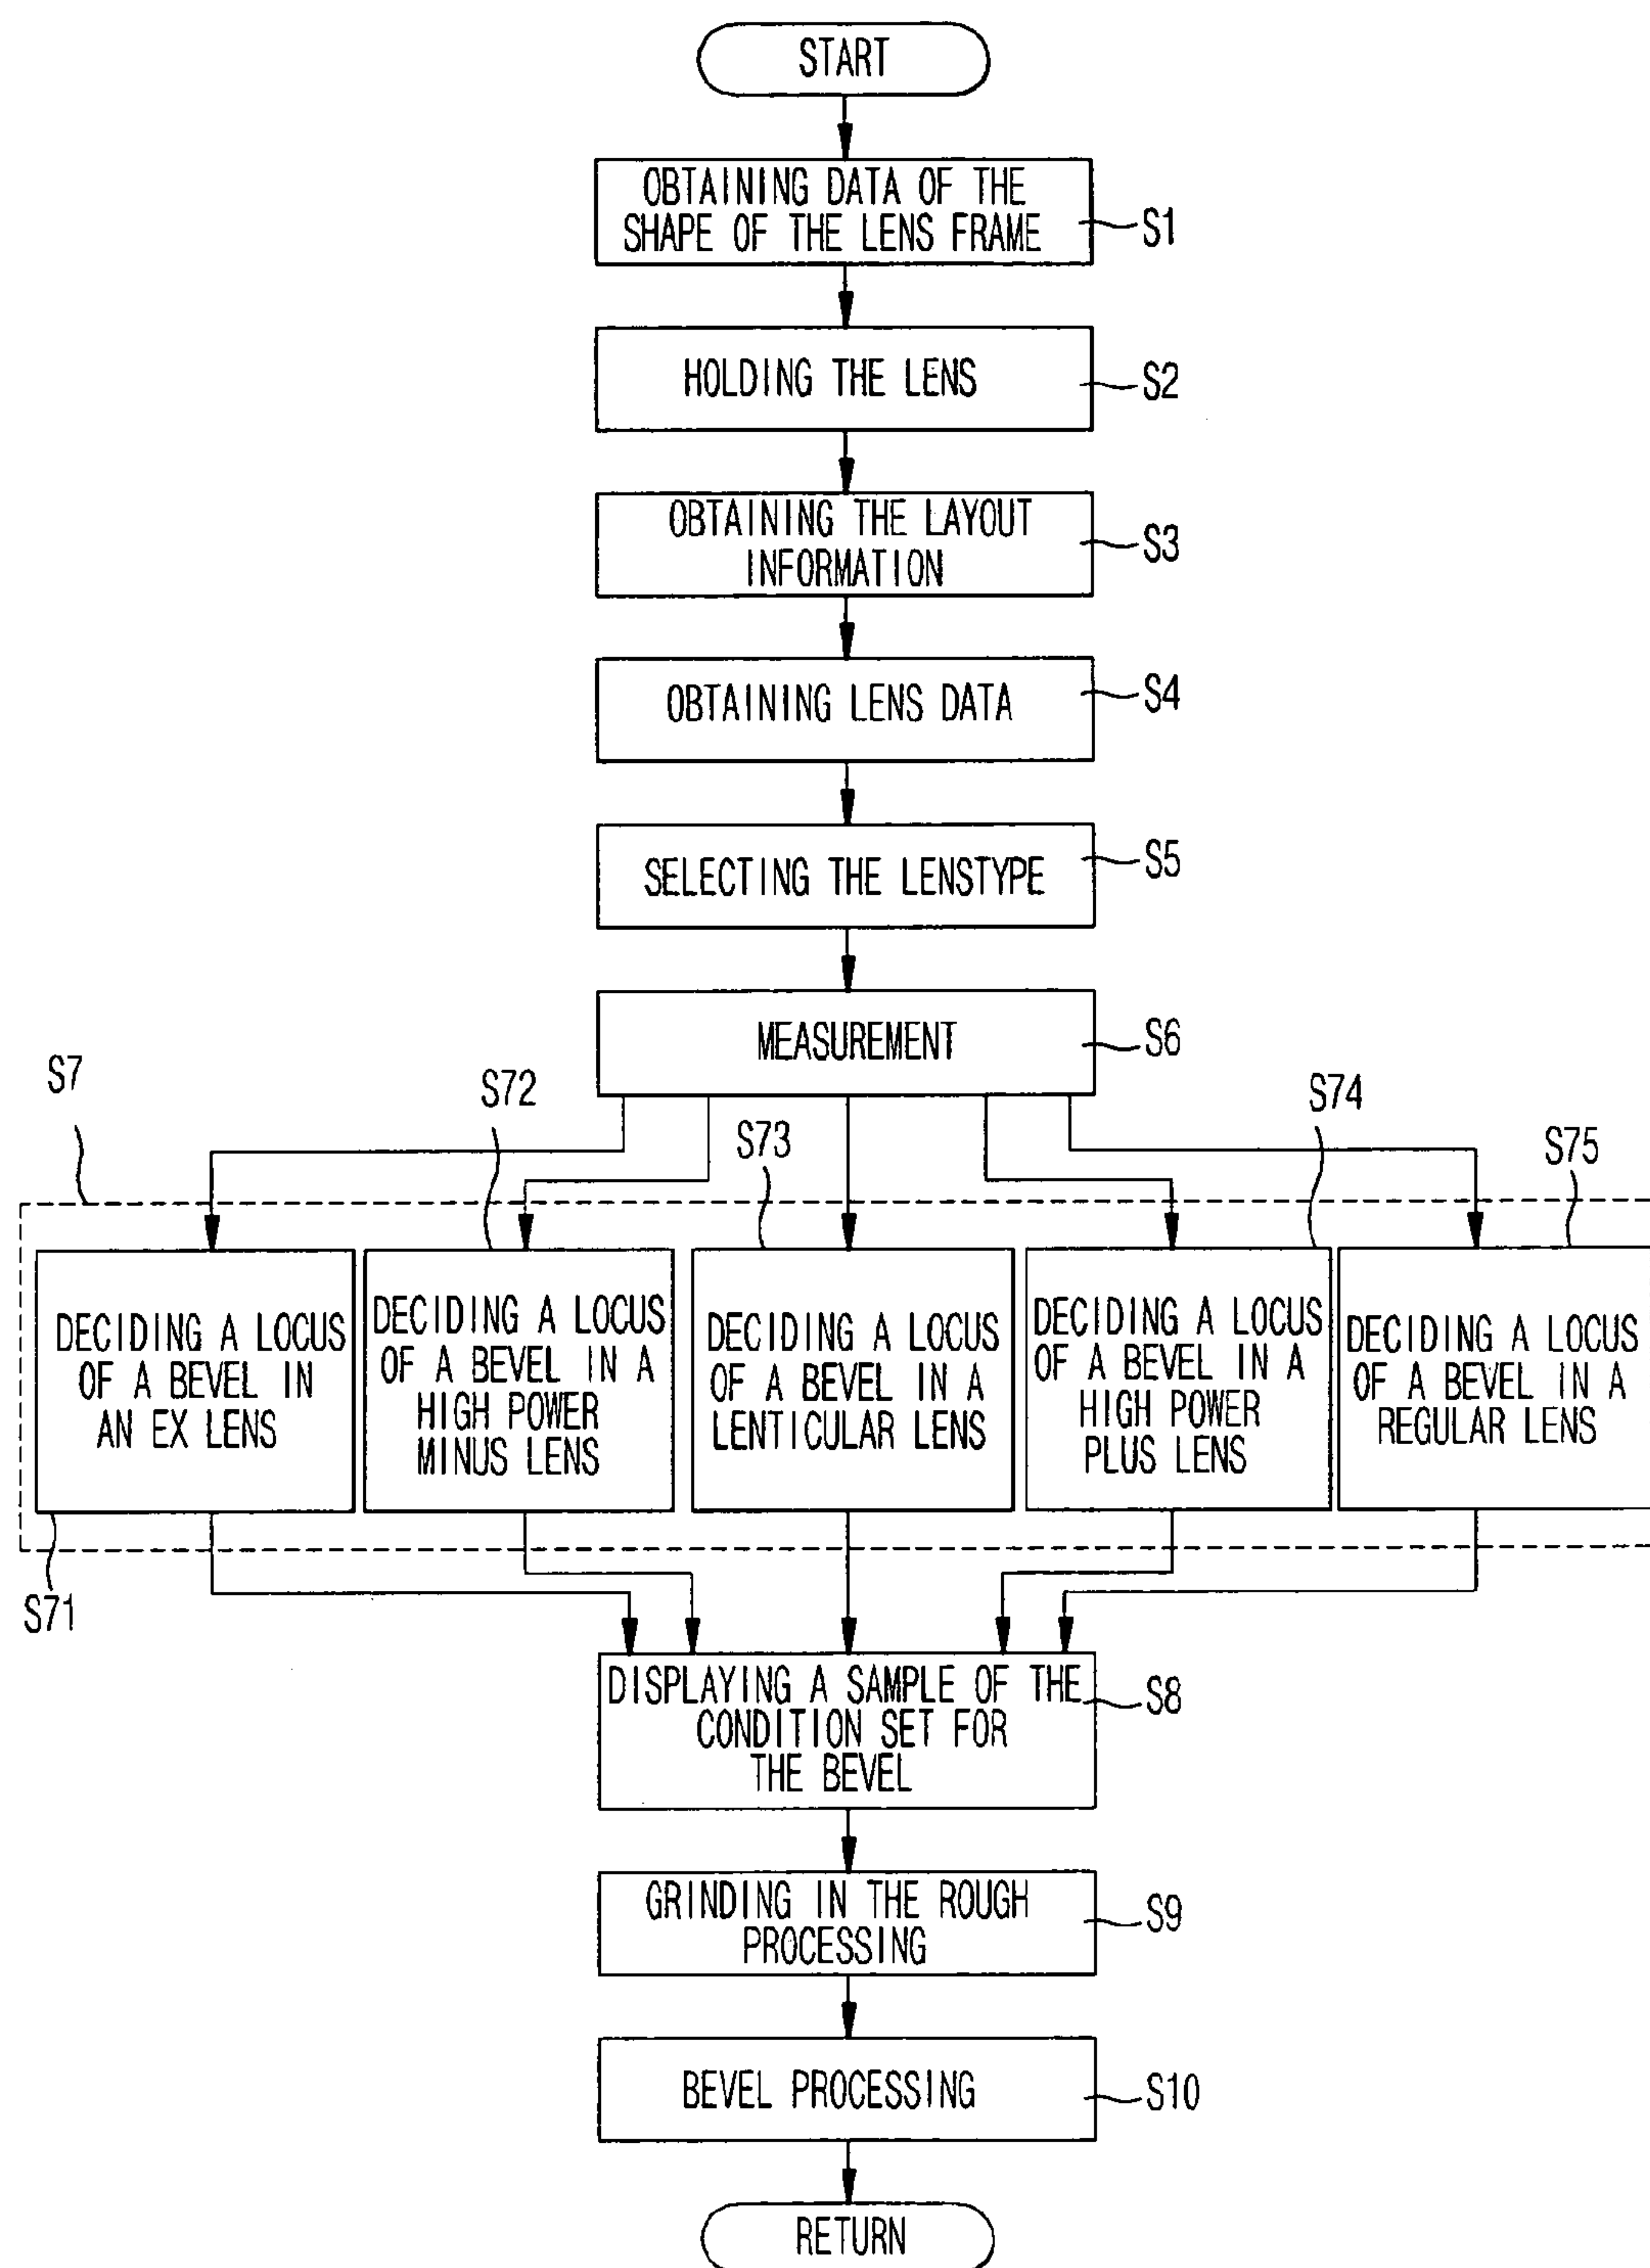 START
OBTAINING DATA OF THE
SHAPE OF THE LENS FRAME
S1
HOLDING THE LENS
S2
OBTAINING THE LAYOUT
INFORMATION
S3
OBTAINING LENS DATA
S4
SELECTING THE LENSTYPE
S5
MEASUREMENT
S6
S7
S72
S73
S74
S75
DECIDING A LOCUS
OF A BEVEL IN
AN EX LENS
DECIDING A LOCUS
OF A BEVEL IN A
HIGH POWER
MINUS LENS
DECIDING A LOCUS
OF A BEVEL IN A
LENTICULAR LENS
DECIDING A LOCUS
OF A BEVEL IN A
HIGH POWER
PLUS LENS
DECIDING A LOCUS
OF A BEVEL IN A
REGULAR LENS
S71
DISPLAYING A SAMPLE OF THE
CONDITION SET FOR
THE BEVEL
S8
GRINDING IN THE ROUGH
PROCESSING
S9
BEVEL PROCESSING
S10
RETURN